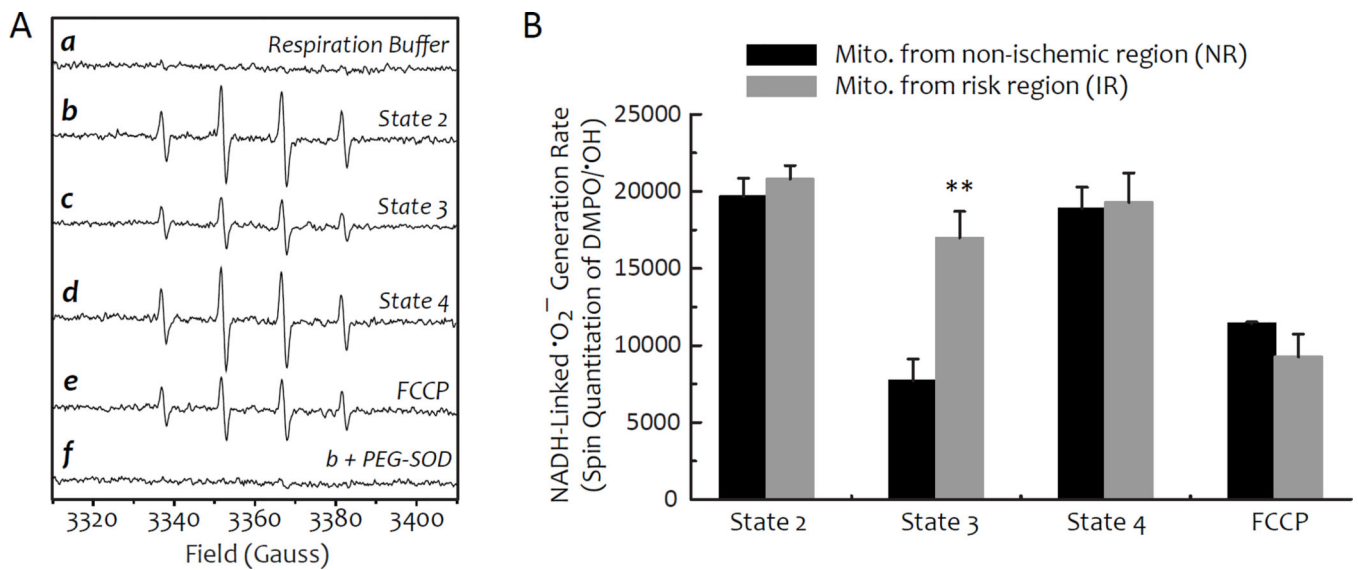 A
a
Respiration Buffer
b
State 2
c
State 3
d
State 4
e
FCCP
f
b + PEG-SOD
3320 3340 3360 3380 3400
Field (Gauss)
B
Mito. from non-ischemic region (NR)
Mito. from risk region (IR)
NADH-Linked •O₂⁻ Generation Rate
(Spin Quantitation of DMPO/•OH)
25000
20000
15000
10000
5000
0
**
State 2 State 3 State 4 FCCP